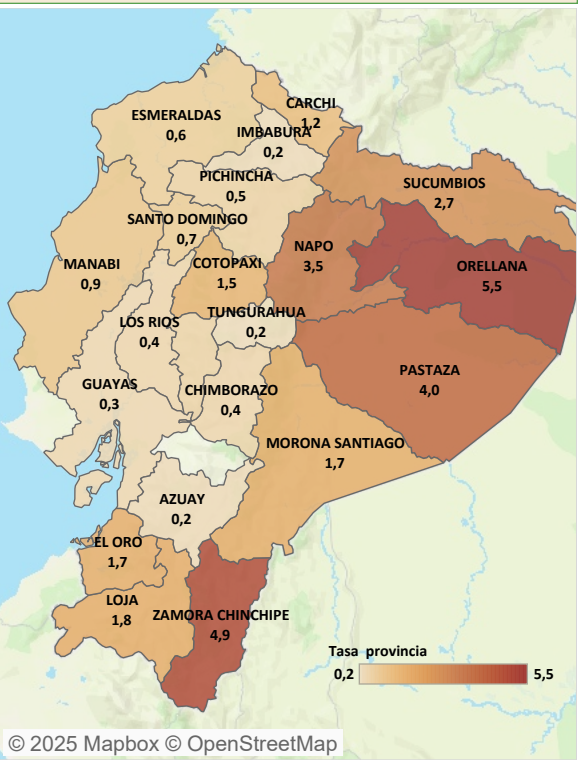 CARCHI
1,2
ESMERALDAS
0,6
IMBABURA
0,2
PICHINCHA
0,5
SUCUMBIOS
2,7
SANTO DOMINGO
0,7
NAPO
3,5
MANABI
0,9
COTOPAXI
1,5
ORELLANA
5,5
TUNGURAHUA
0,2
LOS RIOS
0,4
PASTAZA
4,0
GUAYAS
0,3
CHIMBORAZO
0,4
MORONA SANTIAGO
1,7
AZUAY
0,2
EL ORO
1,7
LOJA
1,8
ZAMORA CHINCHIPE
4,9
Tasa provincia
0,2 5,5
© 2025 Mapbox © OpenStreetMap